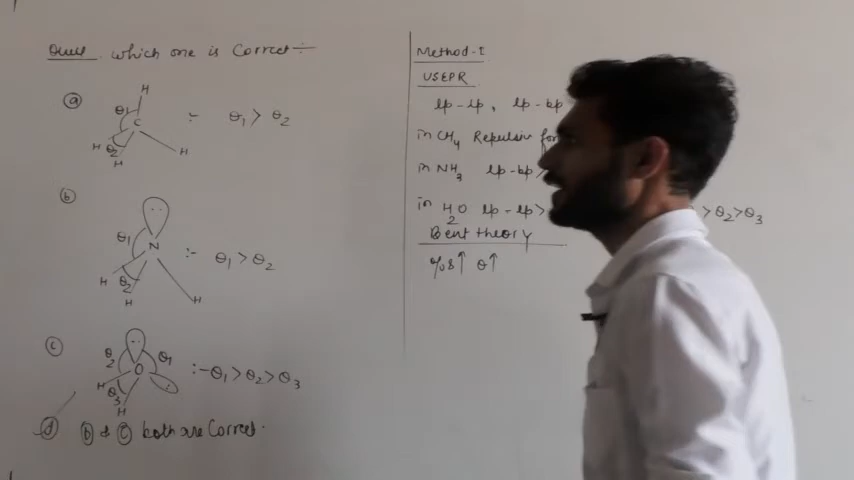 Ques which one is Correct :-
(a)
H
θ1
C
H θ2
H
H
:- θ1 > θ2
(b)
θ1
N
H θ2
H
H
:- θ1 > θ2
(c)
θ2 θ1
O
H
θ3
H
:- θ1 > θ2 > θ3
(d) (b) & (c) both are Correct.
Method-I
VSEPR
lp-lp, lp-bp
in CH4 Repulsive for
in NH3 lp-bp >
in H2O lp-lp > > θ2 > θ3
Bent theory
%s↑ θ↑